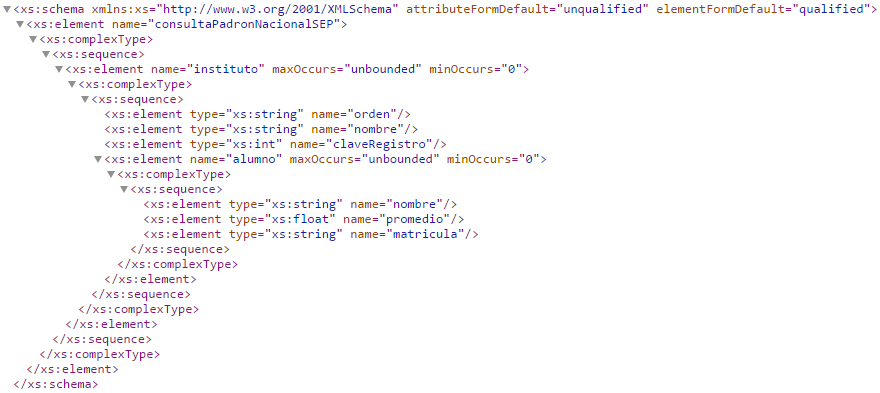 <xs:schema xmlns:xs="http://www.w3.org/2001/XMLSchema" attributeFormDefault="unqualified" elementFormDefault="qualified">
<xs:element name="consultaPadronNacionalSEP">
<xs:complexType>
<xs:sequence>
<xs:element name="instituto" maxOccurs="unbounded" minOccurs="0">
<xs:complexType>
<xs:sequence>
<xs:element type="xs:string" name="orden"/>
<xs:element type="xs:string" name="nombre"/>
<xs:element type="xs:int" name="claveRegistro"/>
<xs:element name="alumno" maxOccurs="unbounded" minOccurs="0">
<xs:complexType>
<xs:sequence>
<xs:element type="xs:string" name="nombre"/>
<xs:element type="xs:float" name="promedio"/>
<xs:element type="xs:string" name="matricula"/>
</xs:sequence>
</xs:complexType>
</xs:element>
</xs:sequence>
</xs:complexType>
</xs:element>
</xs:sequence>
</xs:complexType>
</xs:element>
</xs:schema>